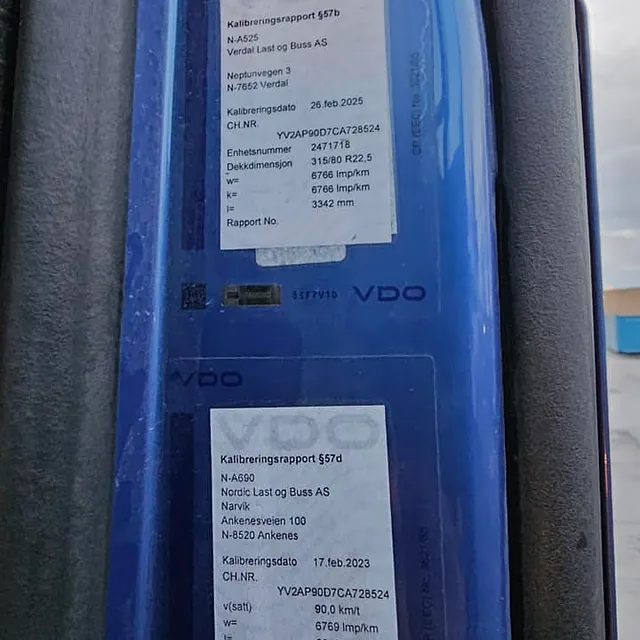 Kalibreringsrapport §57b
N-A525
Verdal Last og Buss AS
Neptunvegen 3
N-7652 Verdal
Kalibreringsdato 26.feb.2025
CH.NR.
YV2AP90D7CA728524
Enhetsnummer 2471718
Dekkdimensjon 315/80 R22,5
w= 6766 Imp/km
k= 6766 Imp/km
l= 3342 mm
Rapport No.
VDO
VDO
VDO
Kalibreringsrapport §57d
N-A690
Nordic Last og Buss AS
Narvik
Ankenesveien 100
N-8520 Ankenes
Kalibreringsdato 17.feb.2023
CH.NR.
YV2AP90D7CA728524
v(satt) 90,0 km/t
w= 6769 Imp/km